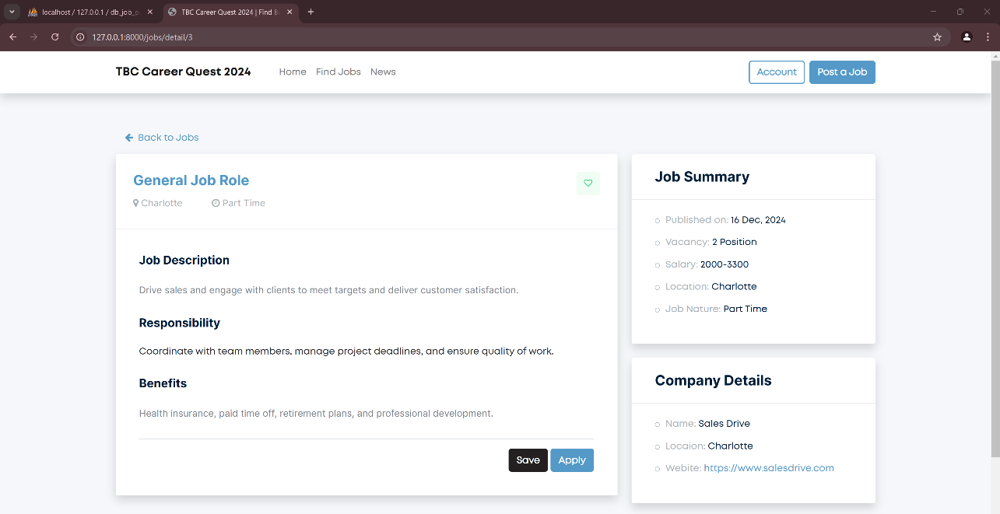 localhost / 127.0.0.1 / db_job_p
TBC Career Quest 2024 | Find B
127.0.0.1:8000/jobs/detail/3
TBC Career Quest 2024
Home
Find Jobs
News
Account
Post a Job
Back to Jobs
General Job Role
Charlotte
Part Time
Job Description
Drive sales and engage with clients to meet targets and deliver customer satisfaction.
Responsibility
Coordinate with team members, manage project deadlines, and ensure quality of work.
Benefits
Health insurance, paid time off, retirement plans, and professional development.
Save
Apply
Job Summary
Published on: 16 Dec, 2024
Vacancy: 2 Position
Salary: 2000-3300
Location: Charlotte
Job Nature: Part Time
Company Details
Name: Sales Drive
Locaion: Charlotte
Webite: https://www.salesdrive.com